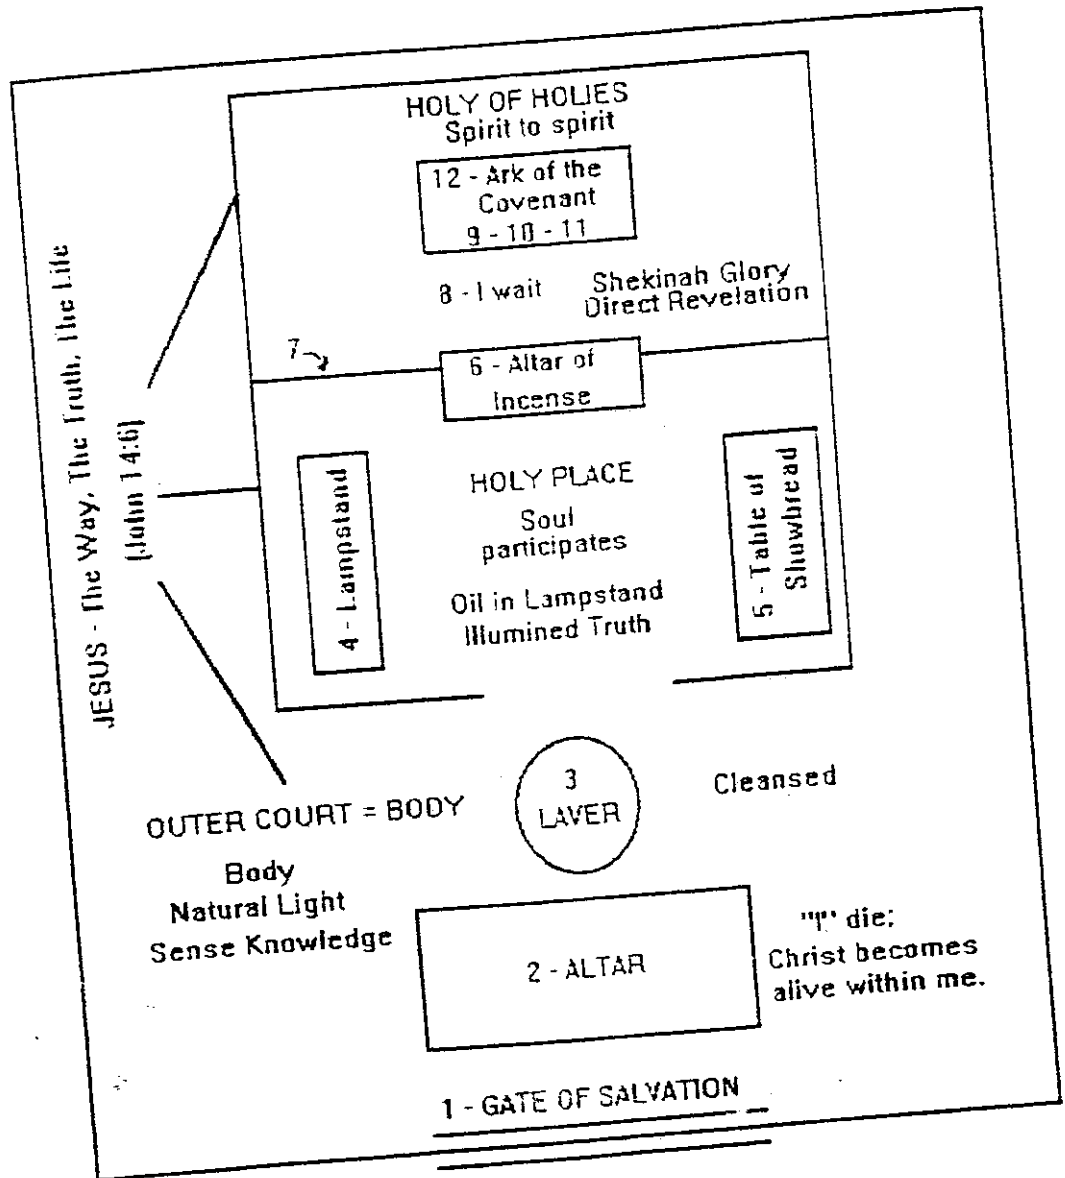 HOLY OF HOLIES
Spirit to spirit
12 - Ark of the
Covenant
9 - 10 - 11
8 - I wait
Shekinah Glory
Direct Revelation
7
6 - Altar of
Incense
JESUS - The Way, The Truth, The Life
(John 14:6)
4 - Lampstand
HOLY PLACE
Soul
participates
Oil in Lampstand
Illumined Truth
5 - Table of
Showbread
3
LAVER
Cleansed
OUTER COURT = BODY
Body
Natural Light
Sense Knowledge
2 - ALTAR
"I" die;
Christ becomes
alive within me.
1 - GATE OF SALVATION